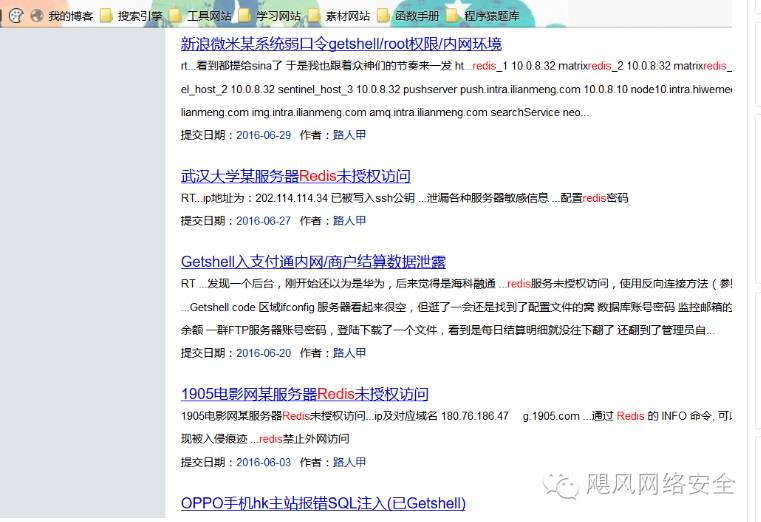 我的博客 搜索引擎 工具网站 学习网站 素材网站 函数手册 程序猿题库
新浪微米某系统弱口令getshell/root权限/内网环境
rt...看到都提给sina了 于是我也跟着众神们的节奏来一发 ht...redis_1 10.0.8.32 matrixredis_2 10.0.8.32 matrixredis_
el_host_2 10.0.8.32 sentinel_host_3 10.0.8.32 pushserver push.intra.ilianmeng.com 10.0.8.10 node10.intra.hiwemee
lianmeng.com img.intra.ilianmeng.com amq.intra.ilianmeng.com searchService neo...
提交日期：2016-06-29 作者：路人甲
武汉大学某服务器Redis未授权访问
RT...ip地址为：202.114.114.34 已被写入ssh公钥 ...泄漏各种服务器敏感信息 ...配置redis密码
提交日期：2016-06-27 作者：路人甲
Getshell入支付通内网/商户结算数据泄露
RT ...发现一个后台，刚开始还以为是华为，后来觉得是海科融通 ...redis服务未授权访问，使用反向连接方法（参
...Getshell code 区域ifconfig 服务器看起来很空，但逛了一会还是找到了配置文件的窝 数据库账号密码 监控邮箱的
余额 一群FTP服务器账号密码，登陆下载了一个文件，看到是每日结算明细就没往下翻了 还翻到了管理员自...
提交日期：2016-06-20 作者：路人甲
1905电影网某服务器Redis未授权访问
1905电影网某服务器Redis未授权访问...ip及对应域名 180.76.186.47 g.1905.com ...通过 Redis 的 INFO 命令, 可以
现被入侵痕迹 ...redis禁止外网访问
提交日期：2016-06-03 作者：路人甲
OPPO手机hk主站报错SQL注入(已Getshell)
飓风网络安全